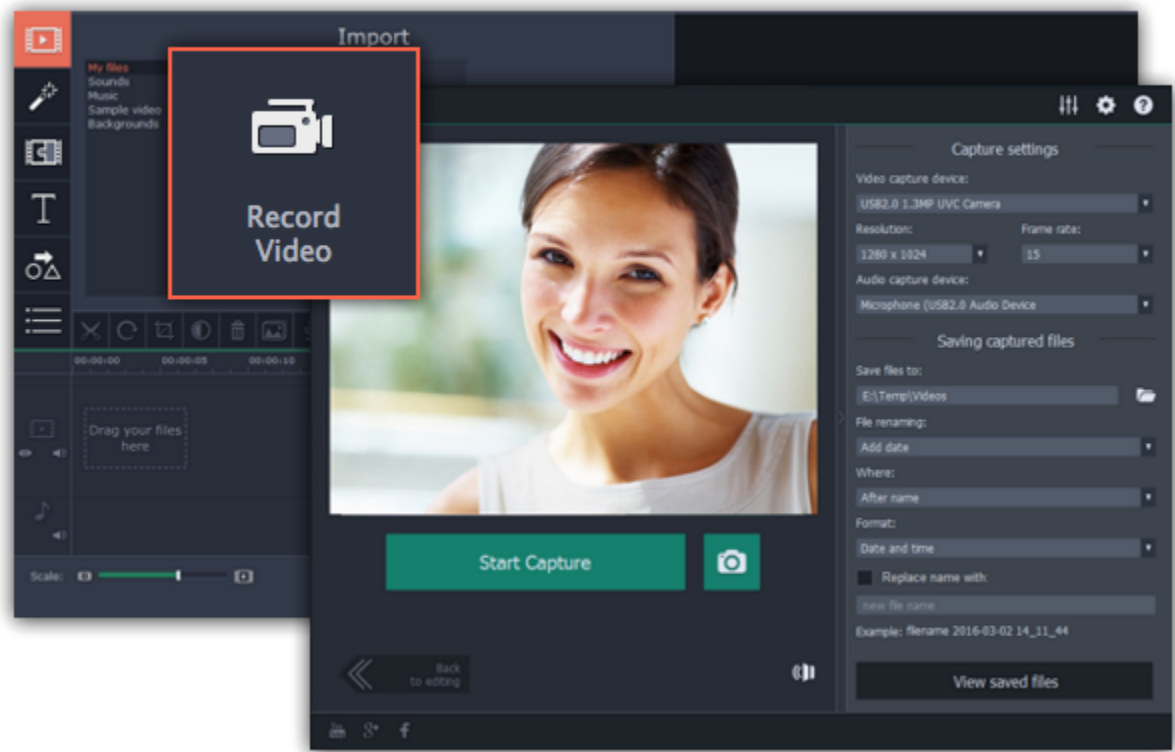 Import
My files
Sounds
Music
Sample video
Backgrounds
Record
Video
00:00:00 00:00:05 00:00:10
Drag your files
here
Scale:
Capture settings
Video capture device:
USB2.0 1.3MP UVC Camera
Resolution: Frame rate:
1280 x 1024 15
Audio capture device:
Microphone (USB2.0 Audio Device
Saving captured files
Save files to:
E:\Temp\Videos
File renaming:
Add date
Where:
After name
Format:
Date and time
Replace name with:
new file name
Example: filename 2016-03-02 14_11_44
View saved files
Start Capture
Back
to editing